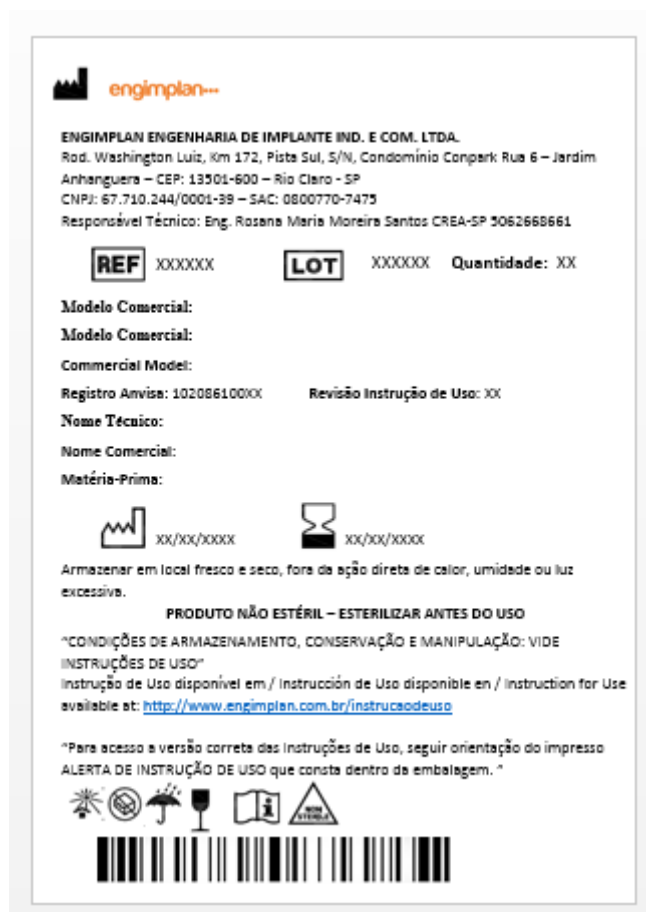 engimplan
ENGIMPLAN ENGENHARIA DE IMPLANTE IND. E COM. LTDA.
Rod. Washington Luiz, Km 172, Pista Sul, S/N, Condomínio Conpark Rua 6 – Jardim
Anhanguera – CEP: 13501-600 – Rio Claro - SP
CNPJ: 67.710.244/0001-39 – SAC: 0800770-7475
Responsável Técnico: Eng. Rosana Maria Moreira Santos CREA-SP 5062668661
REF XXXXXX LOT XXXXXX Quantidade: XX
Modelo Comercial:
Modelo Comercial:
Commercial Model:
Registro Anvisa: 102086100XX Revisão Instrução de Uso: XX
Nome Técnico:
Nome Comercial:
Matéria-Prima:
xx/xx/xxxx xx/xx/xxxx
Armazenar em local fresco e seco, fora da ação direta de calor, umidade ou luz
excessiva.
PRODUTO NÃO ESTÉRIL – ESTERILIZAR ANTES DO USO
"CONDIÇÕES DE ARMAZENAMENTO, CONSERVAÇÃO E MANIPULAÇÃO: VIDE
INSTRUÇÕES DE USO"
Instrução de Uso disponível em / Instrucción de Uso disponible en / Instruction for Use
available at: http://www.engimplan.com.br/instrucaodeuso
"Para acesso a versão correta das Instruções de Uso, seguir orientação do impresso
ALERTA DE INSTRUÇÃO DE USO que consta dentro da embalagem. "
NON
STERILE